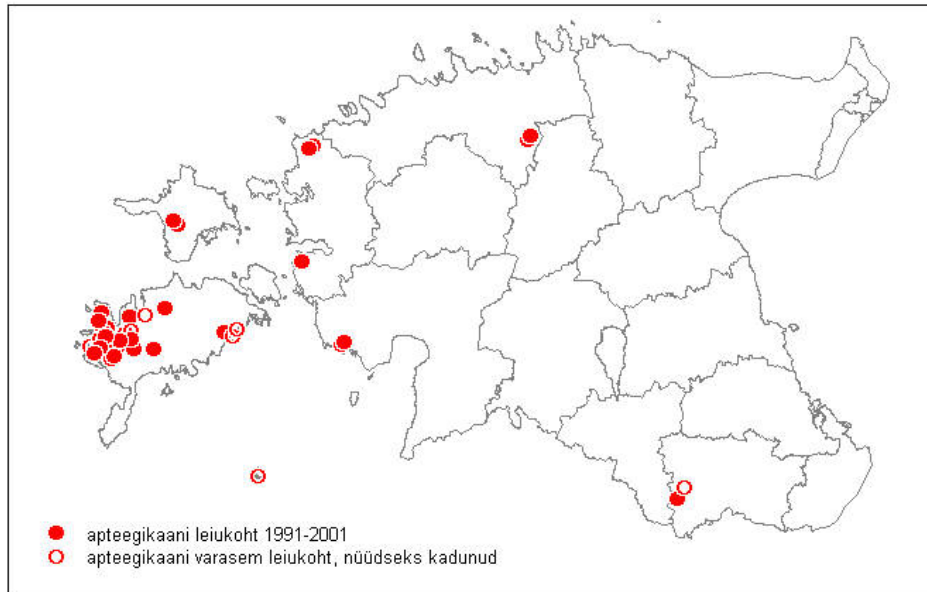 apteegikaani leiukoht 1991-2001
apteegikaani varasem leiukoht, nüüdseks kadunud